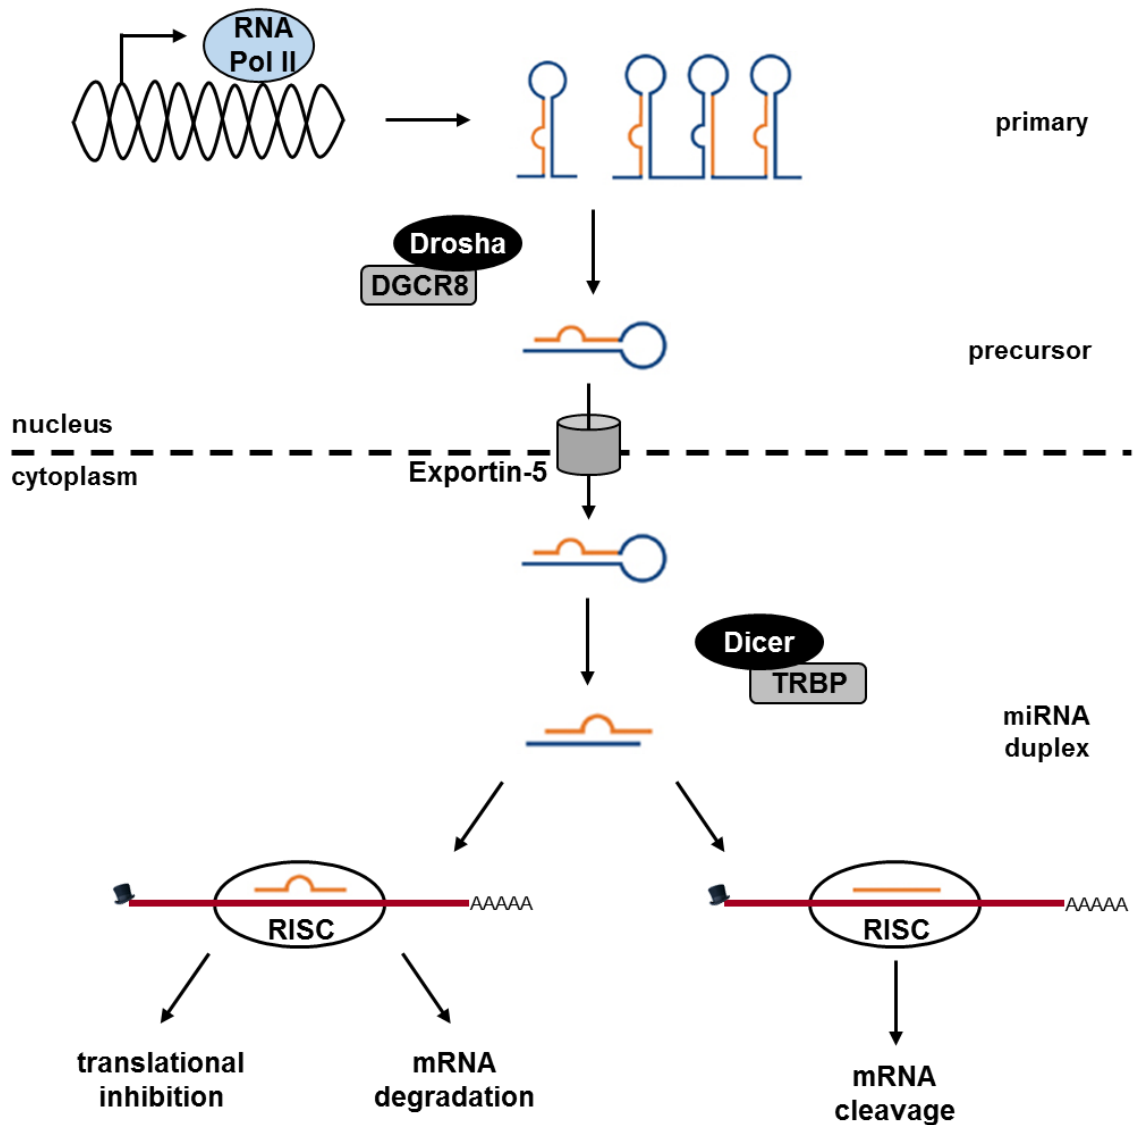 RNA
Pol II
primary
Drosha
DGCR8
precursor
nucleus
cytoplasm
Exportin-5
Dicer
TRBP
miRNA
duplex
AAAAA
RISC
AAAAA
RISC
translational
inhibition
mRNA
degradation
mRNA
cleavage